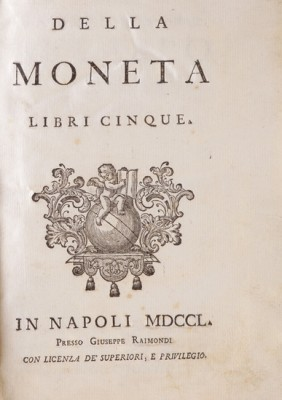 DELLA
MONETA
LIBRI CINQUE.
IN NAPOLI MDCCL.
PRESSO GIUSEPPE RAIMONDI
CON LICENZA DE' SUPERIORI; E PRIVILEGIO.